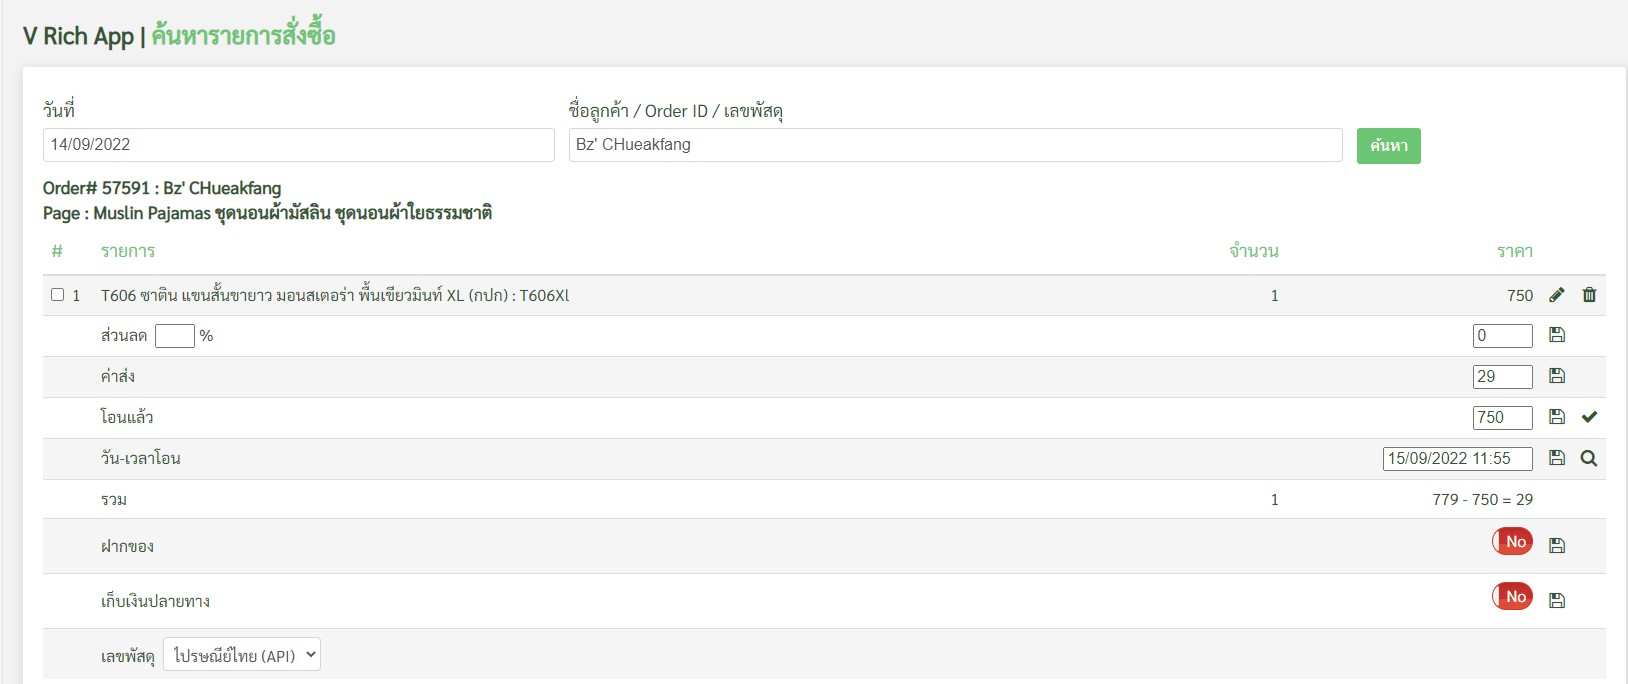 V Rich App | ค้นหารายการสั่งซื้อ
วันที่ ชื่อลูกค้า / Order ID / เลขพัสดุ
14/09/2022 Bz' CHueakfang ค้นหา
Order# 57591 : Bz' CHueakfang
Page : Muslin Pajamas ชุดนอนผ้ามัสลิน ชุดนอนผ้าใยธรรมชาติ
# รายการ จำนวน ราคา
1 T606 ซาติน แขนสั้นขายาว มอนสเตอร่า พื้นเขียวมินท์ XL (กปก) : T606Xl 1 750
ส่วนลด % 0
ค่าส่ง 29
โอนแล้ว 750
วัน-เวลาโอน 15/09/2022 11:55
รวม 1 779 - 750 = 29
ฝากของ No
เก็บเงินปลายทาง No
เลขพัสดุ ไปรษณีย์ไทย (API)